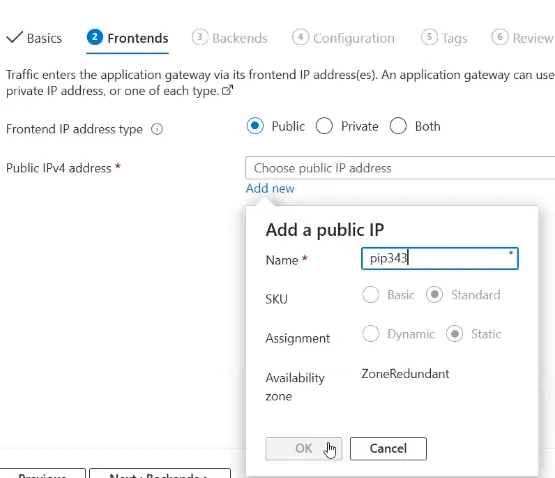 Basics 2 Frontends 3 Backends 4 Configuration 5 Tags 6 Review
Traffic enters the application gateway via its frontend IP address(es). An application gateway can use
private IP address, or one of each type.
Frontend IP address type Public Private Both
Public IPv4 address * Choose public IP address
Add new
Add a public IP
Name * pip343
SKU Basic Standard
Assignment Dynamic Static
Availability ZoneRedundant
zone
OK Cancel
Previous Next : Backends >